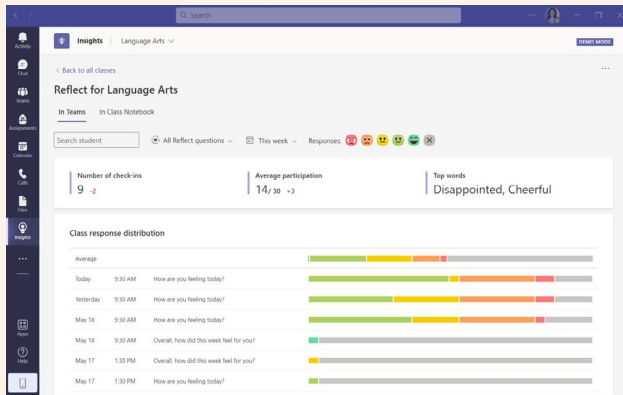 Search
Insights
Language Arts
DEMO MODE
Activity
Chat
Teams
Assignments
Calendar
Calls
Files
Insights
Apps
Help
Back to all classes
Reflect for Language Arts
In Teams In Class Notebook
Search student All Reflect questions This week Responses:
Number of check-ins
9 -2
Average participation
14/ 30 +3
Top words
Disappointed, Cheerful
Class response distribution
Average
Today 9:30 AM How are you feeling today?
Yesterday 9:30 AM How are you feeling today?
May 18 9:30 AM How are you feeling today?
May 18 9:30 AM Overall, how did this week feel for you?
May 17 1:30 PM Overall, how did this week feel for you?
May 17 1:30 PM How are you feeling today?